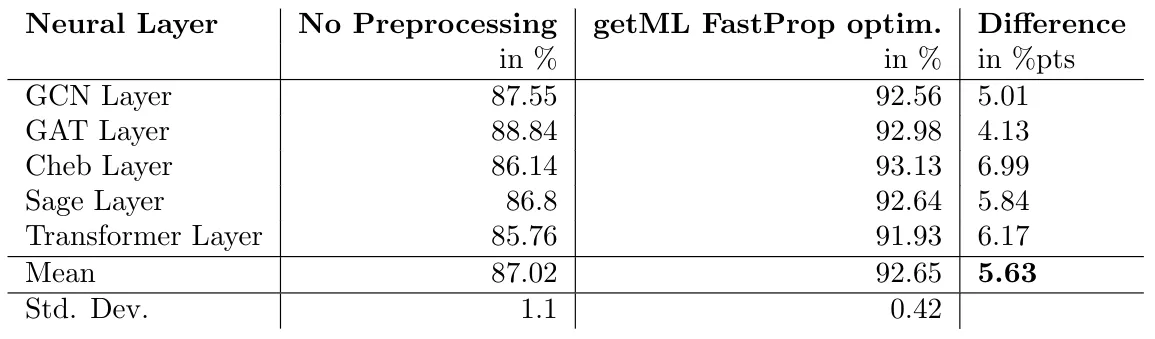 Neural Layer No Preprocessing getML FastProp optim. Difference
in % in % in %pts
GCN Layer 87.55 92.56 5.01
GAT Layer 88.84 92.98 4.13
Cheb Layer 86.14 93.13 6.99
Sage Layer 86.8 92.64 5.84
Transformer Layer 85.76 91.93 6.17
Mean 87.02 92.65 5.63
Std. Dev. 1.1 0.42